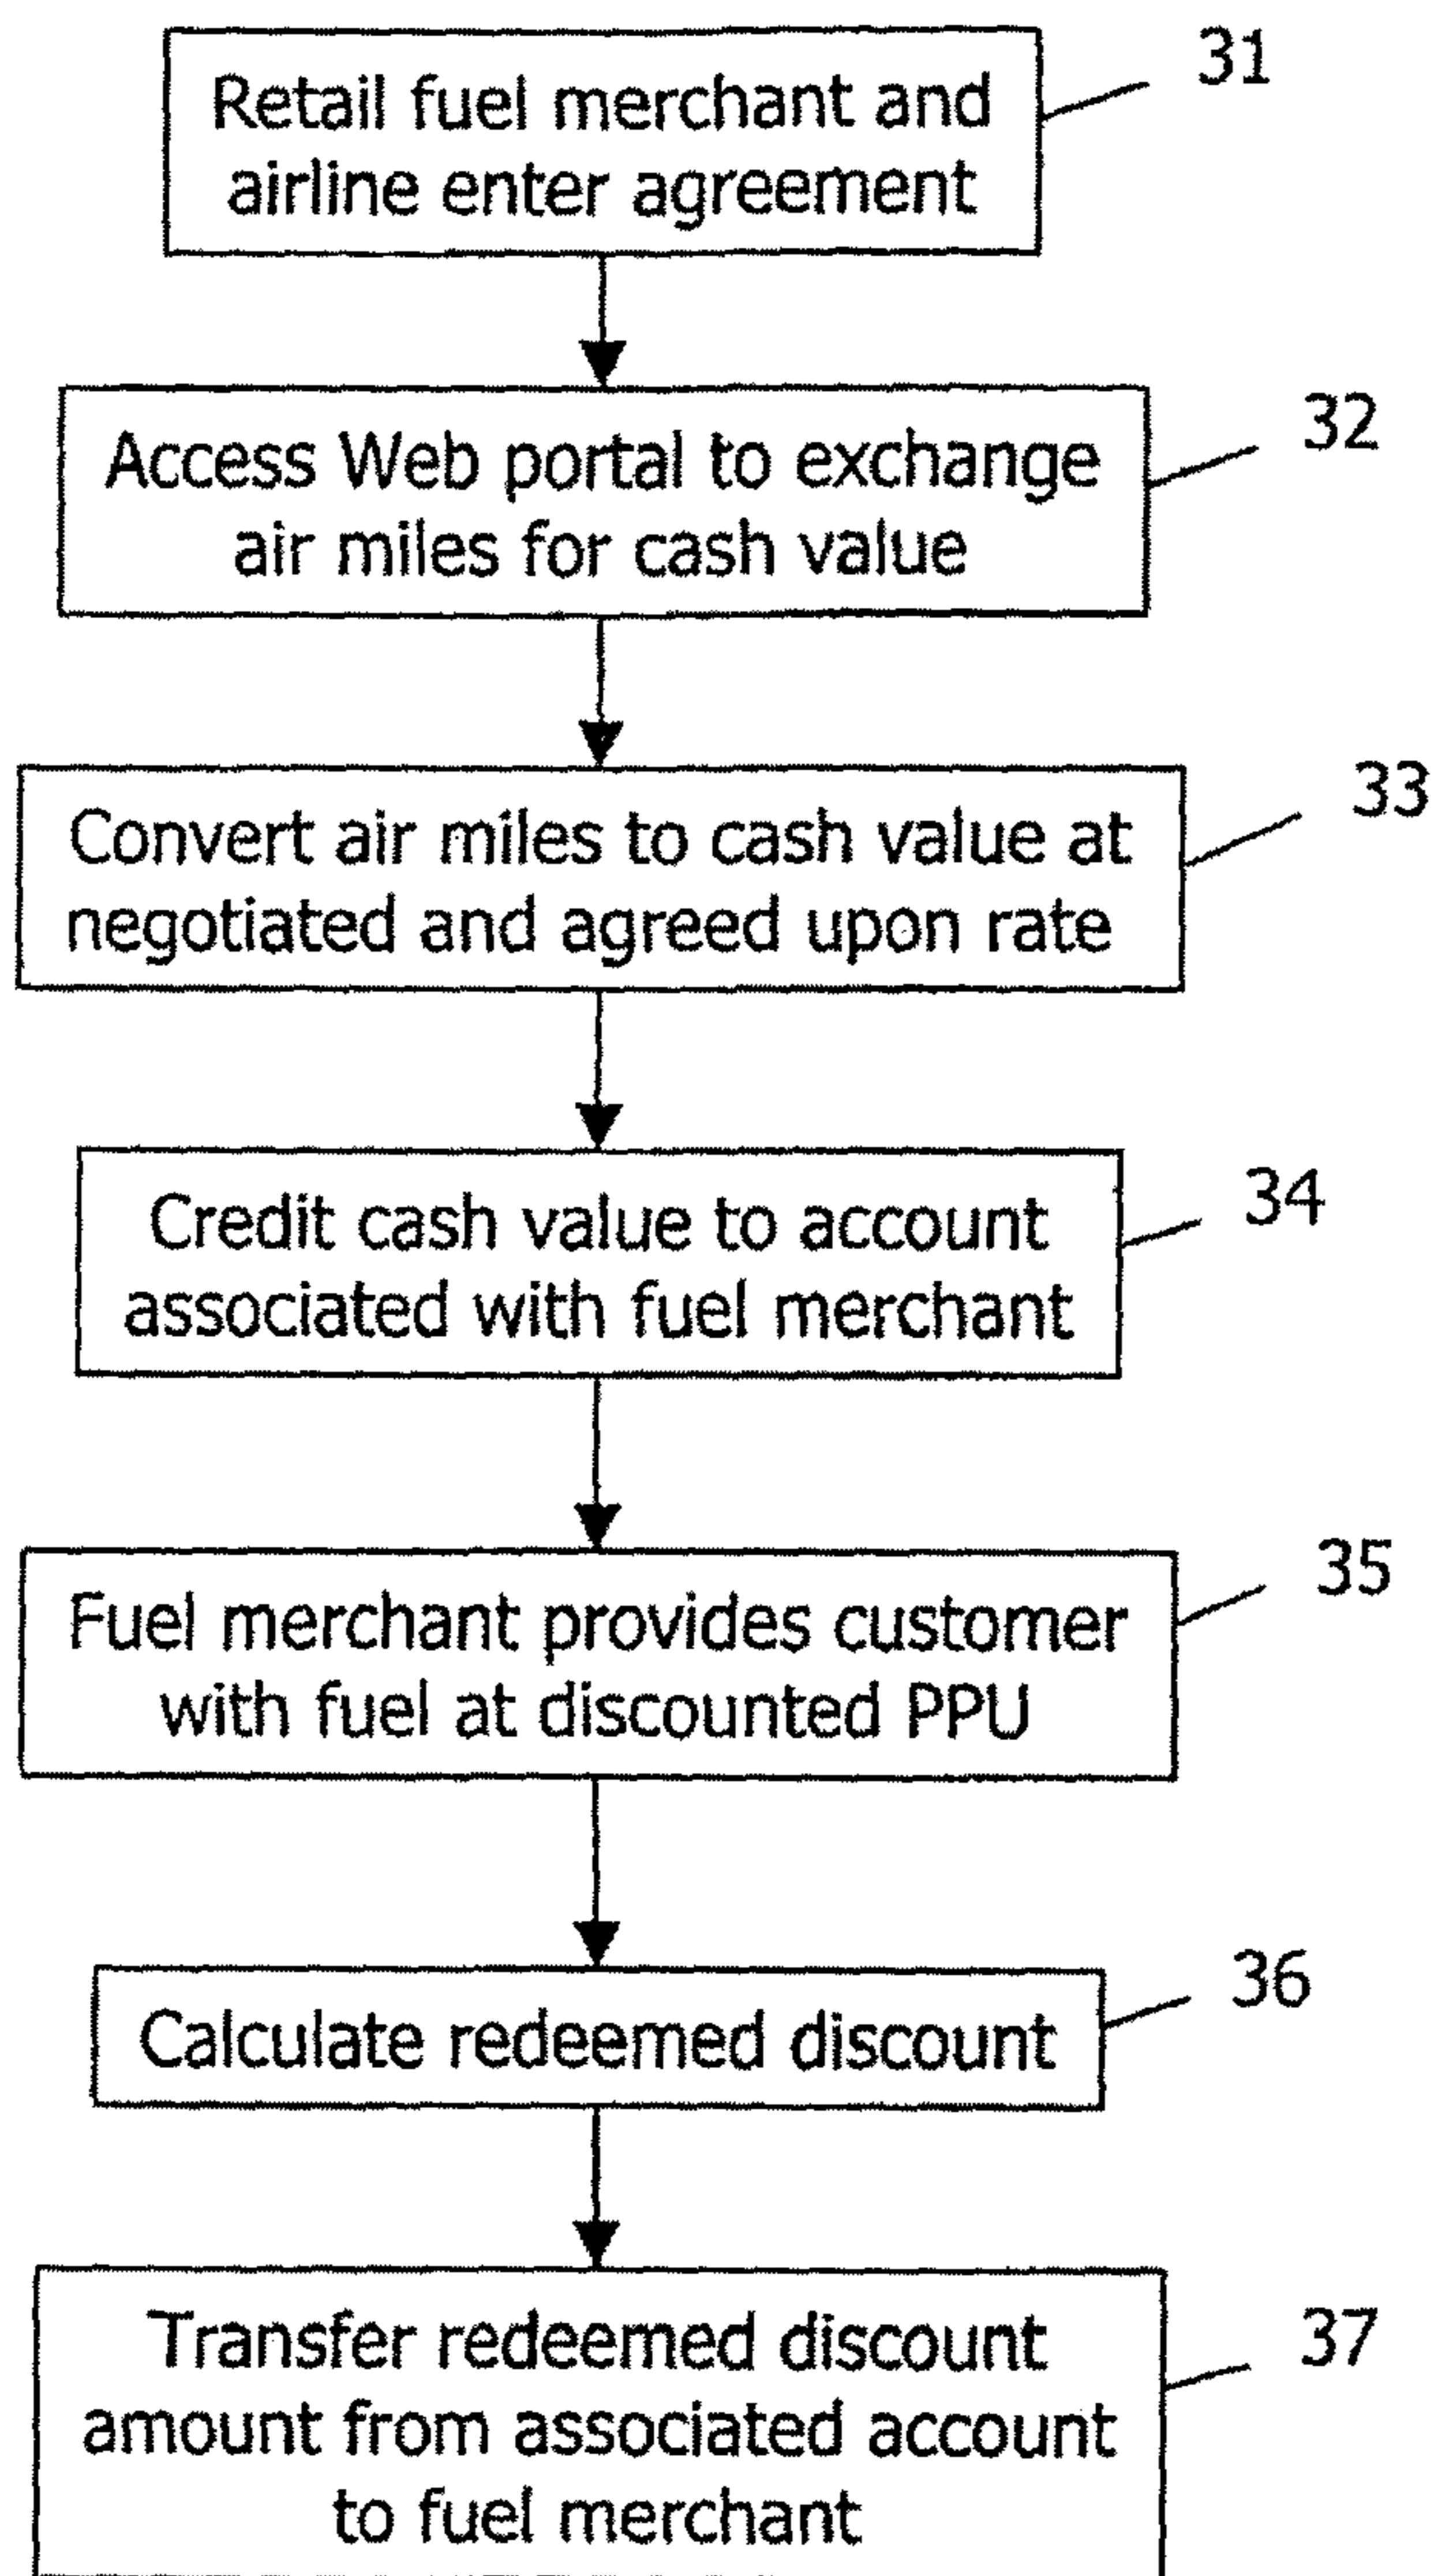 31
Retail fuel merchant and
airline enter agreement
32
Access Web portal to exchange
air miles for cash value
33
Convert air miles to cash value at
negotiated and agreed upon rate
34
Credit cash value to account
associated with fuel merchant
35
Fuel merchant provides customer
with fuel at discounted PPU
36
Calculate redeemed discount
37
Transfer redeemed discount
amount from associated account
to fuel merchant